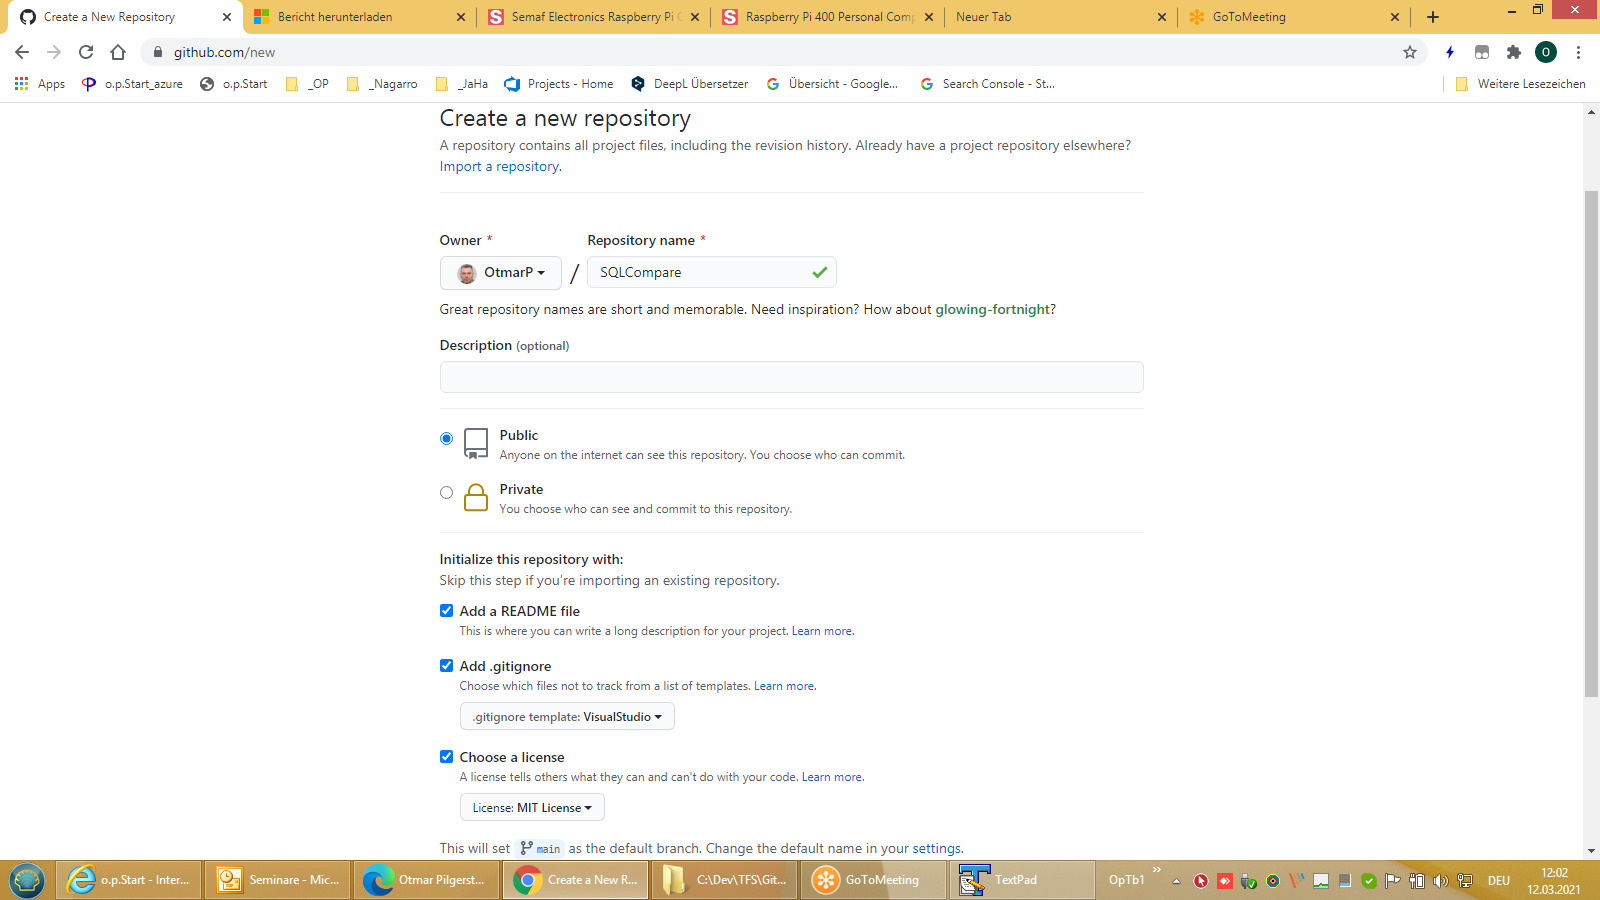 Create a New Repository
Bericht herunterladen
Semaf Electronics Raspberry Pi
Raspberry Pi 400 Personal Comp
Neuer Tab
GoToMeeting
github.com/new
O
Apps
o.p.Start_azure
o.p.Start
_OP
_Nagarro
_JaHa
Projects - Home
DeepL Übersetzer
Übersicht - Google...
Search Console - St...
Weitere Lesezeichen
Create a new repository
A repository contains all project files, including the revision history. Already have a project repository elsewhere?
Import a repository.
Owner *
Repository name *
OtmarP
/
SQLCompare
Great repository names are short and memorable. Need inspiration? How about glowing-fortnight?
Description (optional)
Public
Anyone on the internet can see this repository. You choose who can commit.
Private
You choose who can see and commit to this repository.
Initialize this repository with:
Skip this step if you're importing an existing repository.
Add a README file
This is where you can write a long description for your project. Learn more.
Add .gitignore
Choose which files not to track from a list of templates. Learn more.
.gitignore template: VisualStudio
Choose a license
A license tells others what they can and can't do with your code. Learn more.
License: MIT License
This will set main as the default branch. Change the default name in your settings.
o.p.Start - Inter...
Seminare - Mic...
Otmar Pilgerst...
Create a New R...
C:\Dev\TFS\Git...
GoToMeeting
TextPad
OpTb1
DEU
12:02
12.03.2021